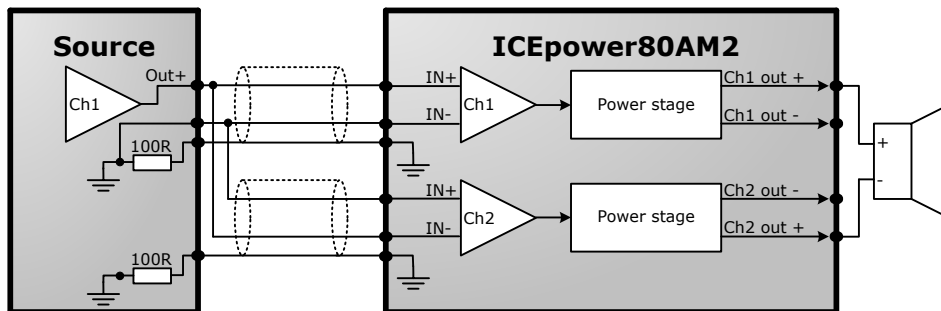 Source
ICEpower80AM2
Out+
Ch1
100R
IN+
IN-
Ch1
Power stage
Ch1 out +
Ch1 out -
+
-
100R
IN+
IN-
Ch2
Power stage
Ch2 out -
Ch2 out +